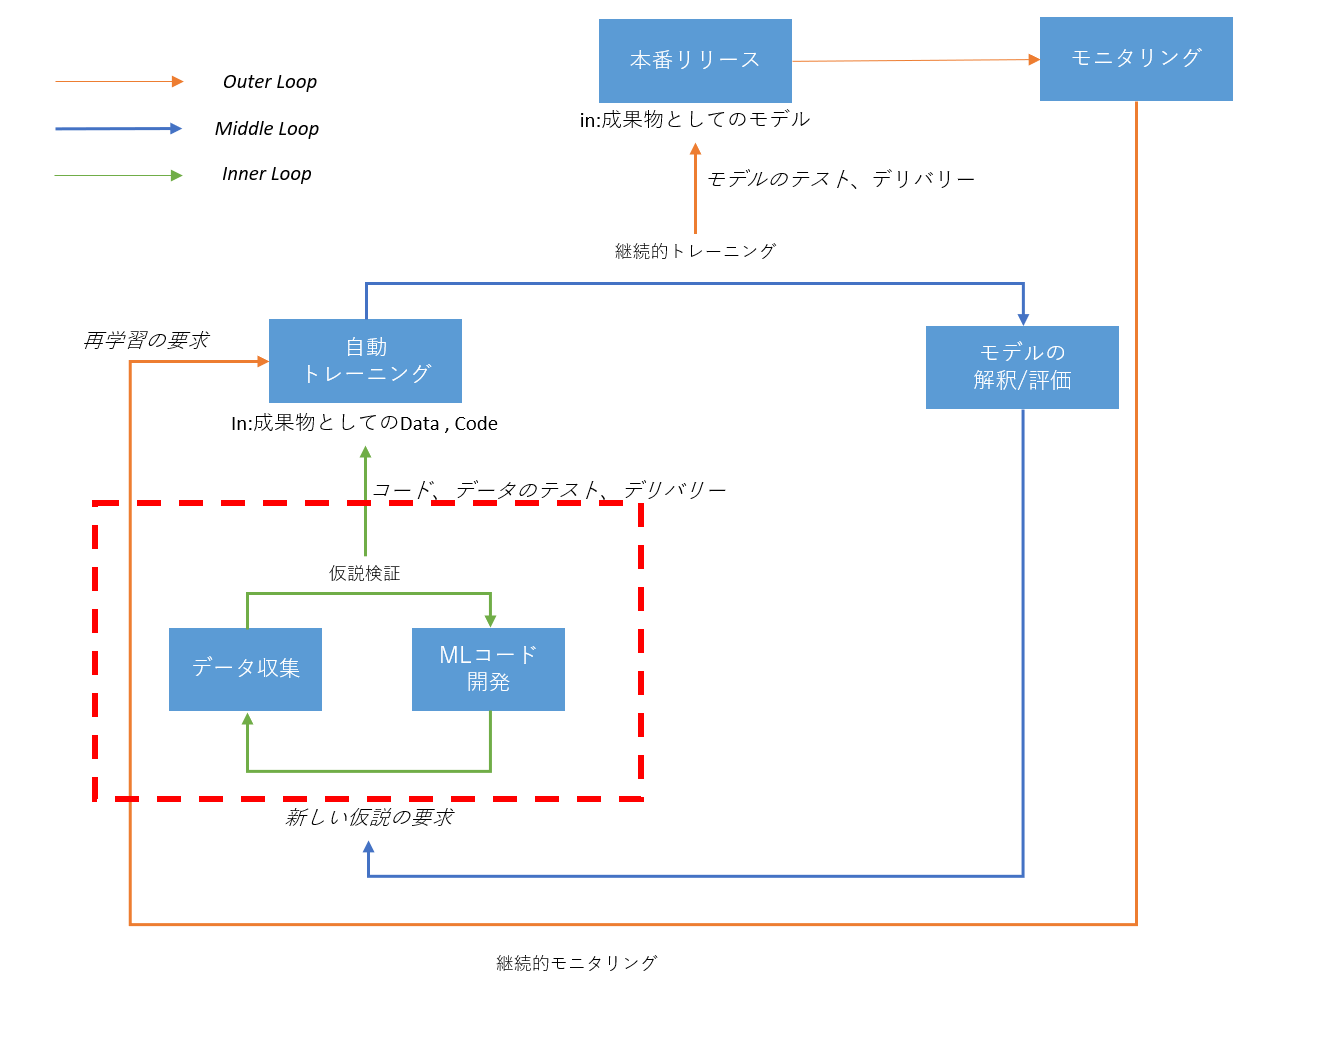 本番リリース
モニタリング
Outer Loop
Middle Loop
Inner Loop
in:成果物としてのモデル
モデルのテスト、デリバリー
継続的トレーニング
再学習の要求
自動
トレーニング
モデルの
解釈/評価
In:成果物としてのData , Code
コード、データのテスト、デリバリー
仮説検証
データ収集
MLコード
開発
新しい仮説の要求
継続的モニタリング